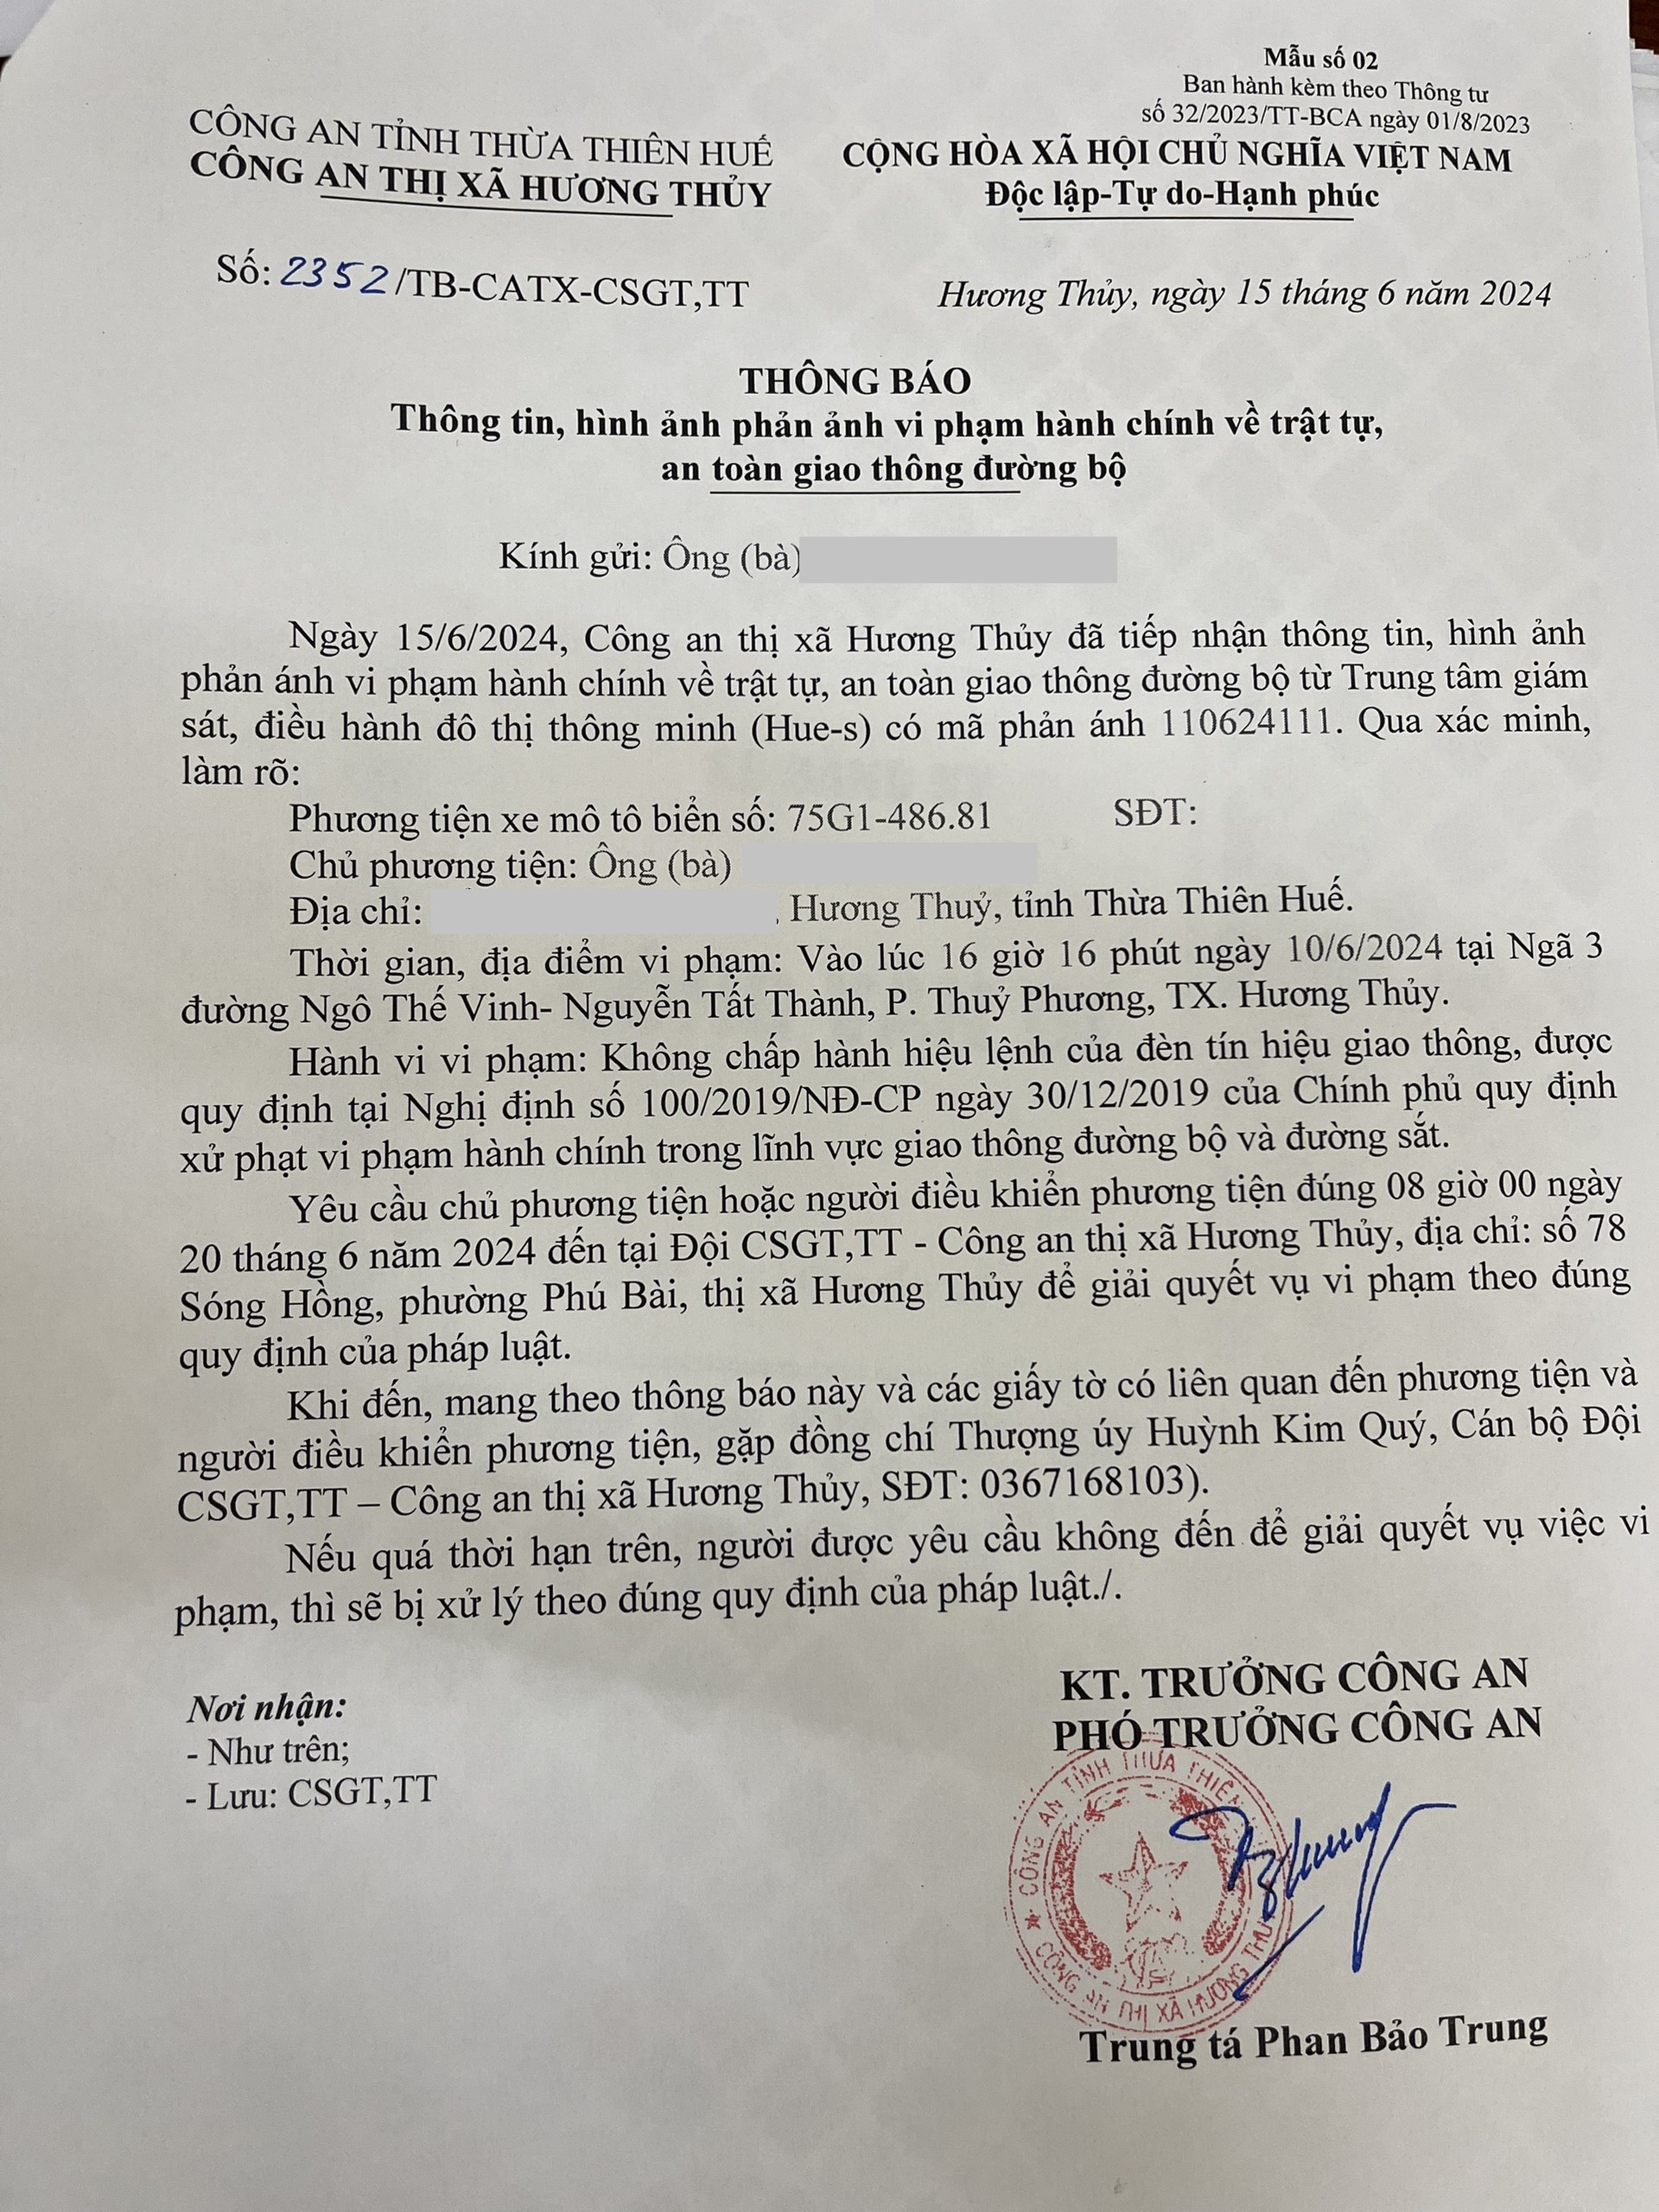 Mẫu số 02
Ban hành kèm theo Thông tư
số 32/2023/TT-BCA ngày 01/8/2023
CÔNG AN TỈNH THỪA THIÊN HUẾ
CÔNG AN THỊ XÃ HƯƠNG THỦY
CỘNG HÒA XÃ HỘI CHỦ NGHĨA VIỆT NAM
Độc lập-Tự do-Hạnh phúc
Số: 2352/TB-CATX-CSGT,TT
Hương Thủy, ngày 15 tháng 6 năm 2024
THÔNG BÁO
Thông tin, hình ảnh phản ảnh vi phạm hành chính về trật tự,
an toàn giao thông đường bộ
Kính gửi: Ông (bà)
Ngày 15/6/2024, Công an thị xã Hương Thủy đã tiếp nhận thông tin, hình ảnh
phản ánh vi phạm hành chính về trật tự, an toàn giao thông đường bộ từ Trung tâm giám
sát, điều hành đô thị thông minh (Hue-s) có mã phản ánh 110624111. Qua xác minh,
làm rõ:
Phương tiện xe mô tô biển số: 75G1-486.81 SĐT:
Chủ phương tiện: Ông (bà)
Địa chỉ: , Hương Thuỷ, tỉnh Thừa Thiên Huế.
Thời gian, địa điểm vi phạm: Vào lúc 16 giờ 16 phút ngày 10/6/2024 tại Ngã 3
đường Ngô Thế Vinh- Nguyễn Tất Thành, P. Thuỷ Phương, TX. Hương Thủy.
Hành vi vi phạm: Không chấp hành hiệu lệnh của đèn tín hiệu giao thông, được
quy định tại Nghị định số 100/2019/NĐ-CP ngày 30/12/2019 của Chính phủ quy định
xử phạt vi phạm hành chính trong lĩnh vực giao thông đường bộ và đường sắt.
Yêu cầu chủ phương tiện hoặc người điều khiển phương tiện đúng 08 giờ 00 ngày
20 tháng 6 năm 2024 đến tại Đội CSGT,TT - Công an thị xã Hương Thủy, địa chỉ: số 78
Sóng Hồng, phường Phú Bài, thị xã Hương Thủy để giải quyết vụ vi phạm theo đúng
quy định của pháp luật.
Khi đến, mang theo thông báo này và các giấy tờ có liên quan đến phương tiện và
người điều khiển phương tiện, gặp đồng chí Thượng úy Huỳnh Kim Quý, Cán bộ Đội
CSGT,TT – Công an thị xã Hương Thủy, SĐT: 0367168103).
Nếu quá thời hạn trên, người được yêu cầu không đến để giải quyết vụ việc vi
phạm, thì sẽ bị xử lý theo đúng quy định của pháp luật./.
Nơi nhận:
- Như trên;
- Lưu: CSGT,TT
KT. TRƯỞNG CÔNG AN
PHÓ TRƯỞNG CÔNG AN
CÔNG AN TỈNH THỪA THIÊN
CÔNG AN THỊ XÃ HƯƠNG THU
Trung tá Phan Bảo Trung